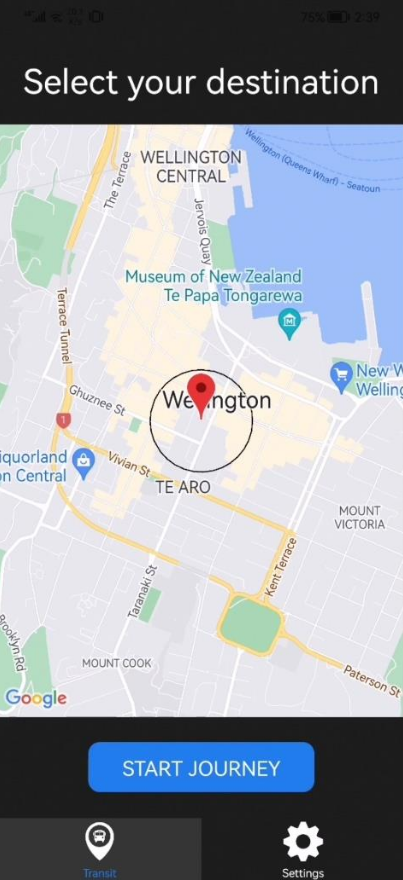 75% 2:39
Select your destination
WELLINGTON
CENTRAL
Wellington (Queens Wharf) - Seatoun
The Terrace
Jervois Quay
Museum of New Zealand
Te Papa Tongarewa
Terrace Tunnel
New W
Welling
Ghuznee St
Wellington
1
iquorland
on Central
Vivian St
TE ARO
MOUNT
VICTORIA
Kent Terrace
Taranaki St
Brooklyn Rd
MOUNT COOK
Paterson St
Google
START JOURNEY
Transit
Settings